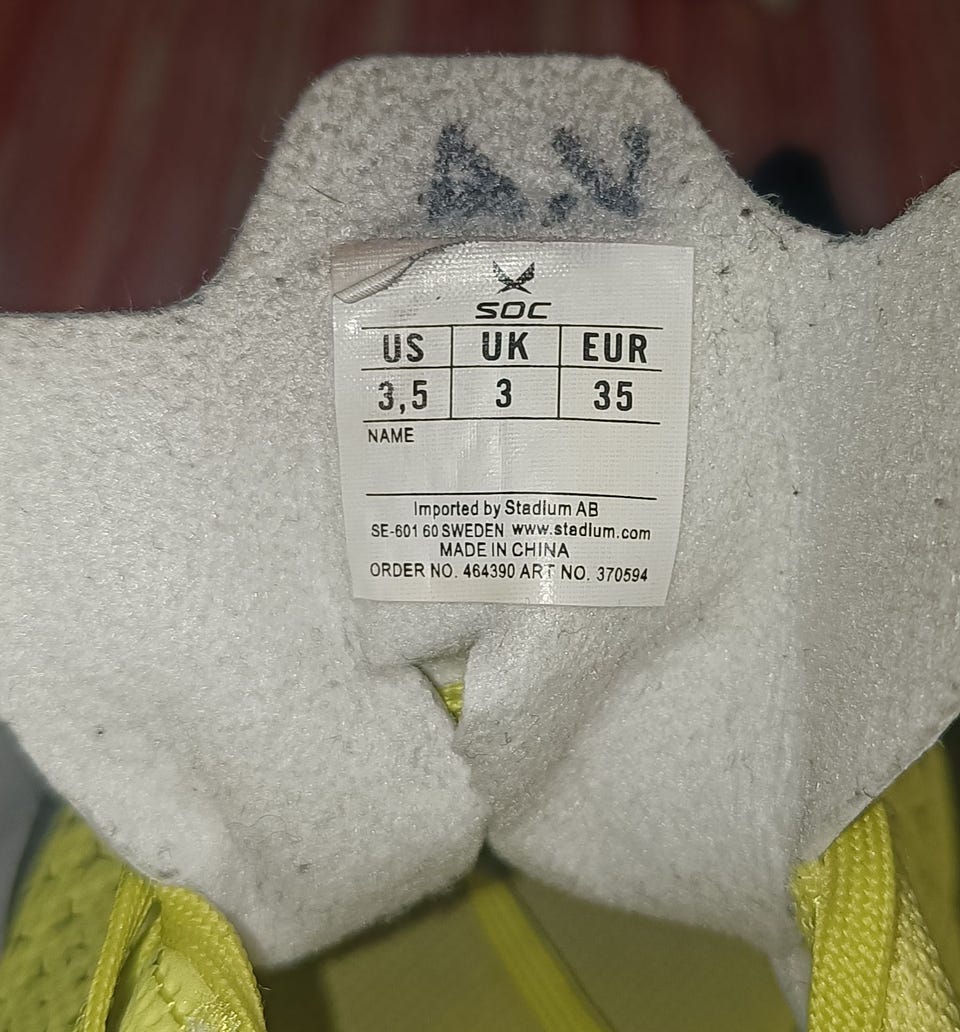 A.V
SOC
US UK EUR
3,5 3 35
NAME
Imported by Stadium AB
SE-601 60 SWEDEN www.stadium.com
MADE IN CHINA
ORDER NO. 464390 ART NO. 370594